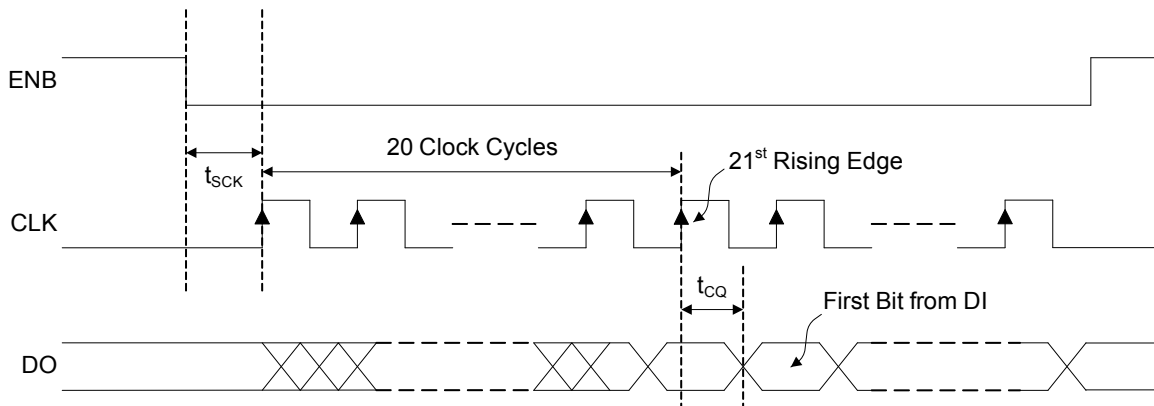 ENB
20 Clock Cycles
21st Rising Edge
tSCK
CLK
tCQ
First Bit from DI
DO